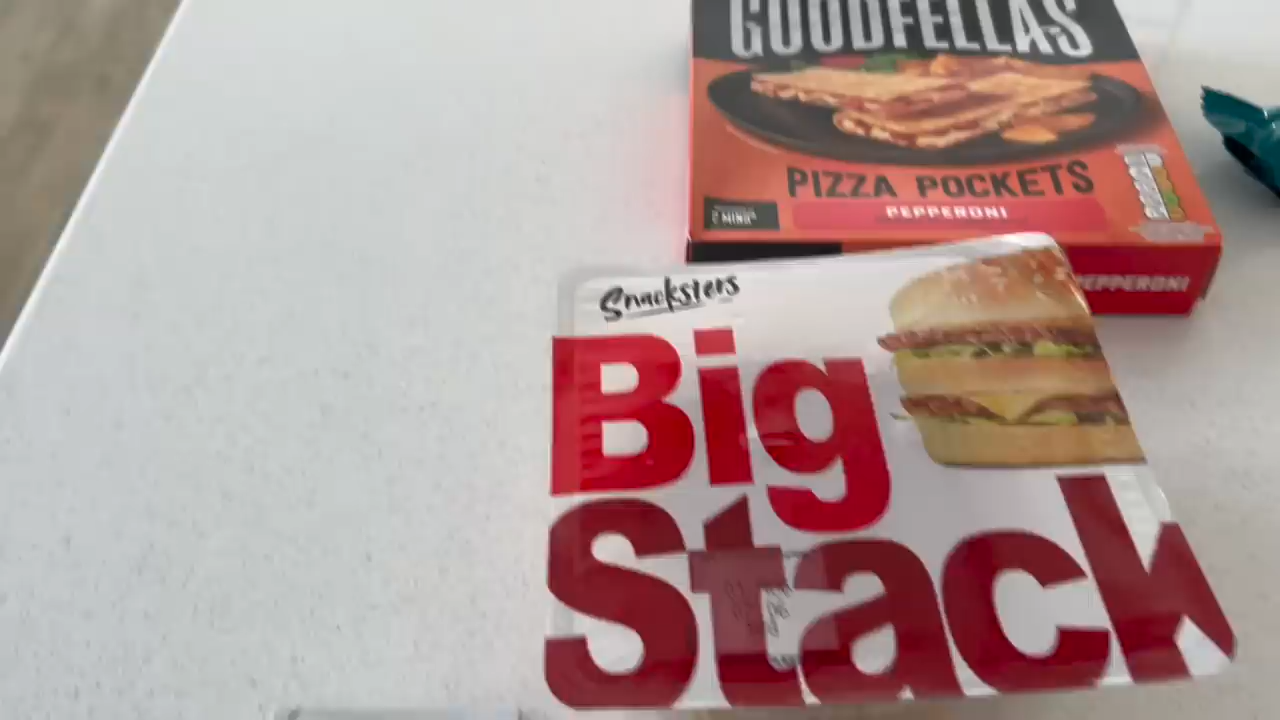 GOODFELLAS
PIZZA POCKETS
PEPPERONI
PEPPERONI
Snacksters
Big
Stack